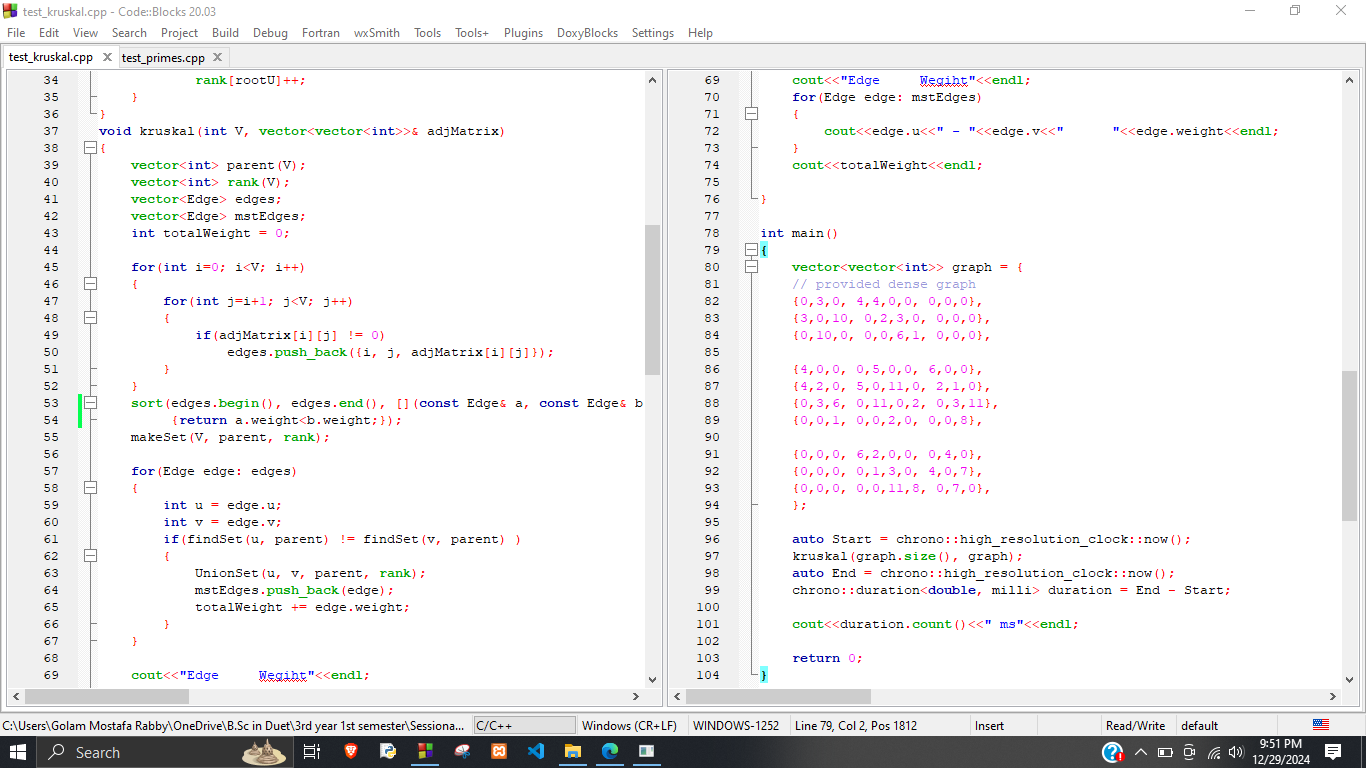 test_kruskal.cpp - Code::Blocks 20.03
File Edit View Search Project Build Debug Fortran wxSmith Tools Tools+ Plugins DoxyBlocks Settings Help
test_kruskal.cpp test_primes.cpp
34 rank[rootU]++;
35 }
36 }
37 void kruskal(int V, vector<vector<int>>& adjMatrix)
38 {
39 vector<int> parent(V);
40 vector<int> rank(V);
41 vector<Edge> edges;
42 vector<Edge> mstEdges;
43 int totalWeight = 0;
44
45 for(int i=0; i<V; i++)
46 {
47 for(int j=i+1; j<V; j++)
48 {
49 if(adjMatrix[i][j] != 0)
50 edges.push_back({i, j, adjMatrix[i][j]});
51 }
52 }
53 sort(edges.begin(), edges.end(), [](const Edge& a, const Edge& b
54 {return a.weight<b.weight;});
55 makeSet(V, parent, rank);
56
57 for(Edge edge: edges)
58 {
59 int u = edge.u;
60 int v = edge.v;
61 if(findSet(u, parent) != findSet(v, parent) )
62 {
63 UnionSet(u, v, parent, rank);
64 mstEdges.push_back(edge);
65 totalWeight += edge.weight;
66 }
67 }
68
69 cout<<"Edge     Wegiht"<<endl;
69 cout<<"Edge     Wegiht"<<endl;
70 for(Edge edge: mstEdges)
71 {
72 cout<<edge.u<<" - "<<edge.v<<"      "<<edge.weight<<endl;
73 }
74 cout<<totalWeight<<endl;
75
76 }
77
78 int main()
79 {
80 vector<vector<int>> graph = {
81 // provided dense graph
82 {0,3,0, 4,4,0,0, 0,0,0},
83 {3,0,10, 0,2,3,0, 0,0,0},
84 {0,10,0, 0,0,6,1, 0,0,0},
85
86 {4,0,0, 0,5,0,0, 6,0,0},
87 {4,2,0, 5,0,11,0, 2,1,0},
88 {0,3,6, 0,11,0,2, 0,3,11},
89 {0,0,1, 0,0,2,0, 0,0,8},
90
91 {0,0,0, 6,2,0,0, 0,4,0},
92 {0,0,0, 0,1,3,0, 4,0,7},
93 {0,0,0, 0,0,11,8, 0,7,0},
94 };
95
96 auto Start = chrono::high_resolution_clock::now();
97 kruskal(graph.size(), graph);
98 auto End = chrono::high_resolution_clock::now();
99 chrono::duration<double, milli> duration = End - Start;
100
101 cout<<duration.count()<<" ms"<<endl;
102
103 return 0;
104 }
C:\Users\Golam Mostafa Rabby\OneDrive\B.Sc in Duet\3rd year 1st semester\Sessiona... C/C++ Windows (CR+LF) WINDOWS-1252 Line 79, Col 2, Pos 1812 Insert Read/Write default
Search
9:51 PM
12/29/2024